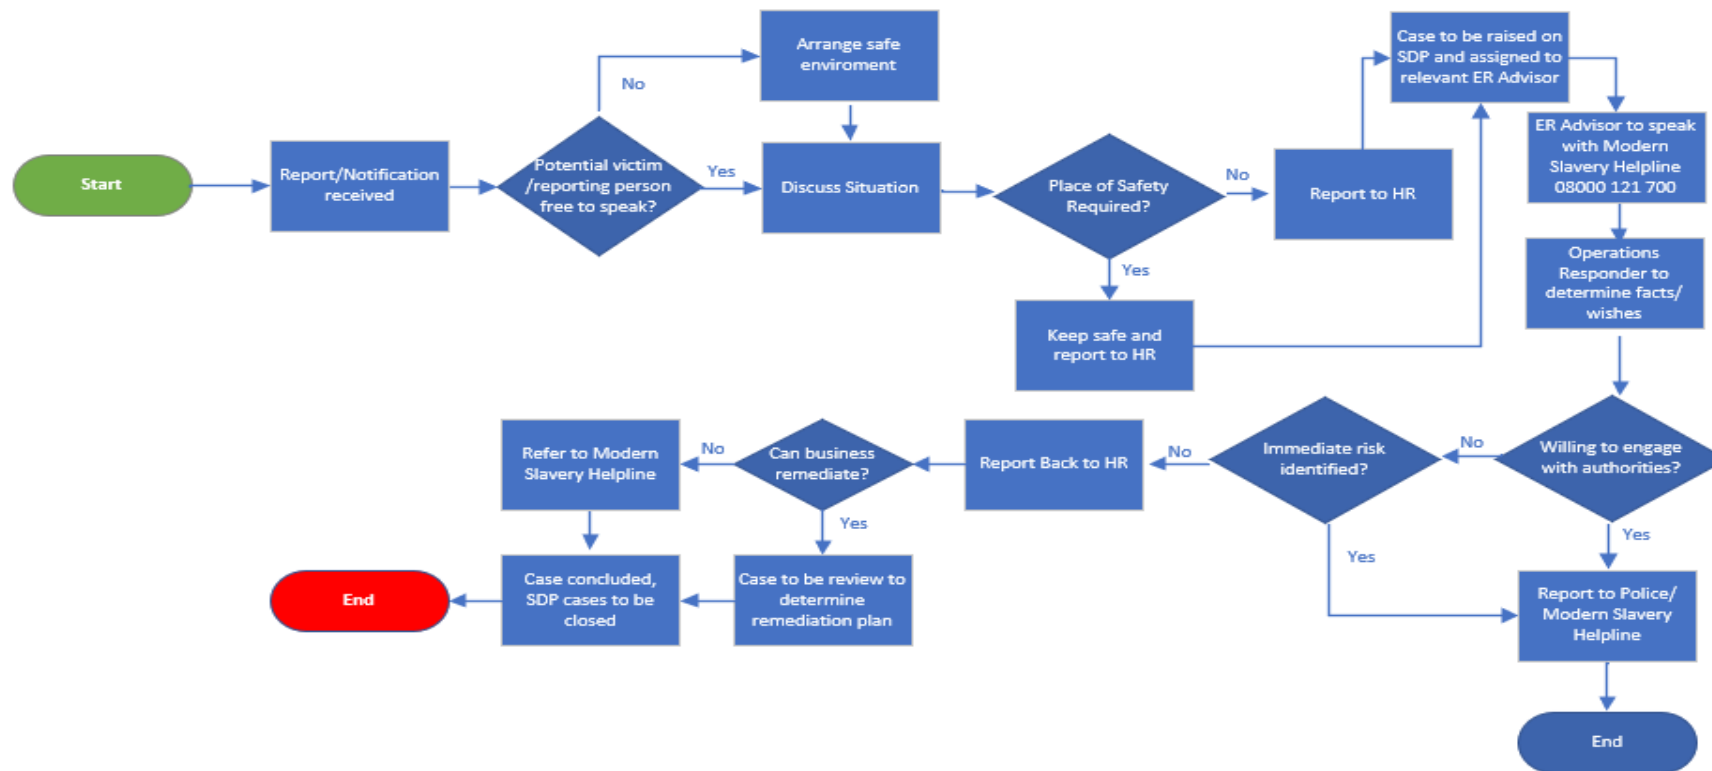 Start
Report/Notification
received
Potential victim
/reporting person
free to speak?
No
Arrange safe
enviroment
Yes
Discuss Situation
Place of Safety
Required?
No
Report to HR
Yes
Keep safe and
report to HR
Case to be raised on
SDP and assigned to
relevant ER Advisor
ER Advisor to speak
with Modern
Slavery Helpline
08000 121 700
Operations
Responder to
determine facts/
wishes
Willing to engage
with authorities?
No
Yes
Immediate risk
identified?
No
Yes
Report to Police/
Modern Slavery
Helpline
End
Report Back to HR
Can business
remediate?
No
Yes
Refer to Modern
Slavery Helpline
Case to be review to
determine
remediation plan
Case concluded,
SDP cases to be
closed
End